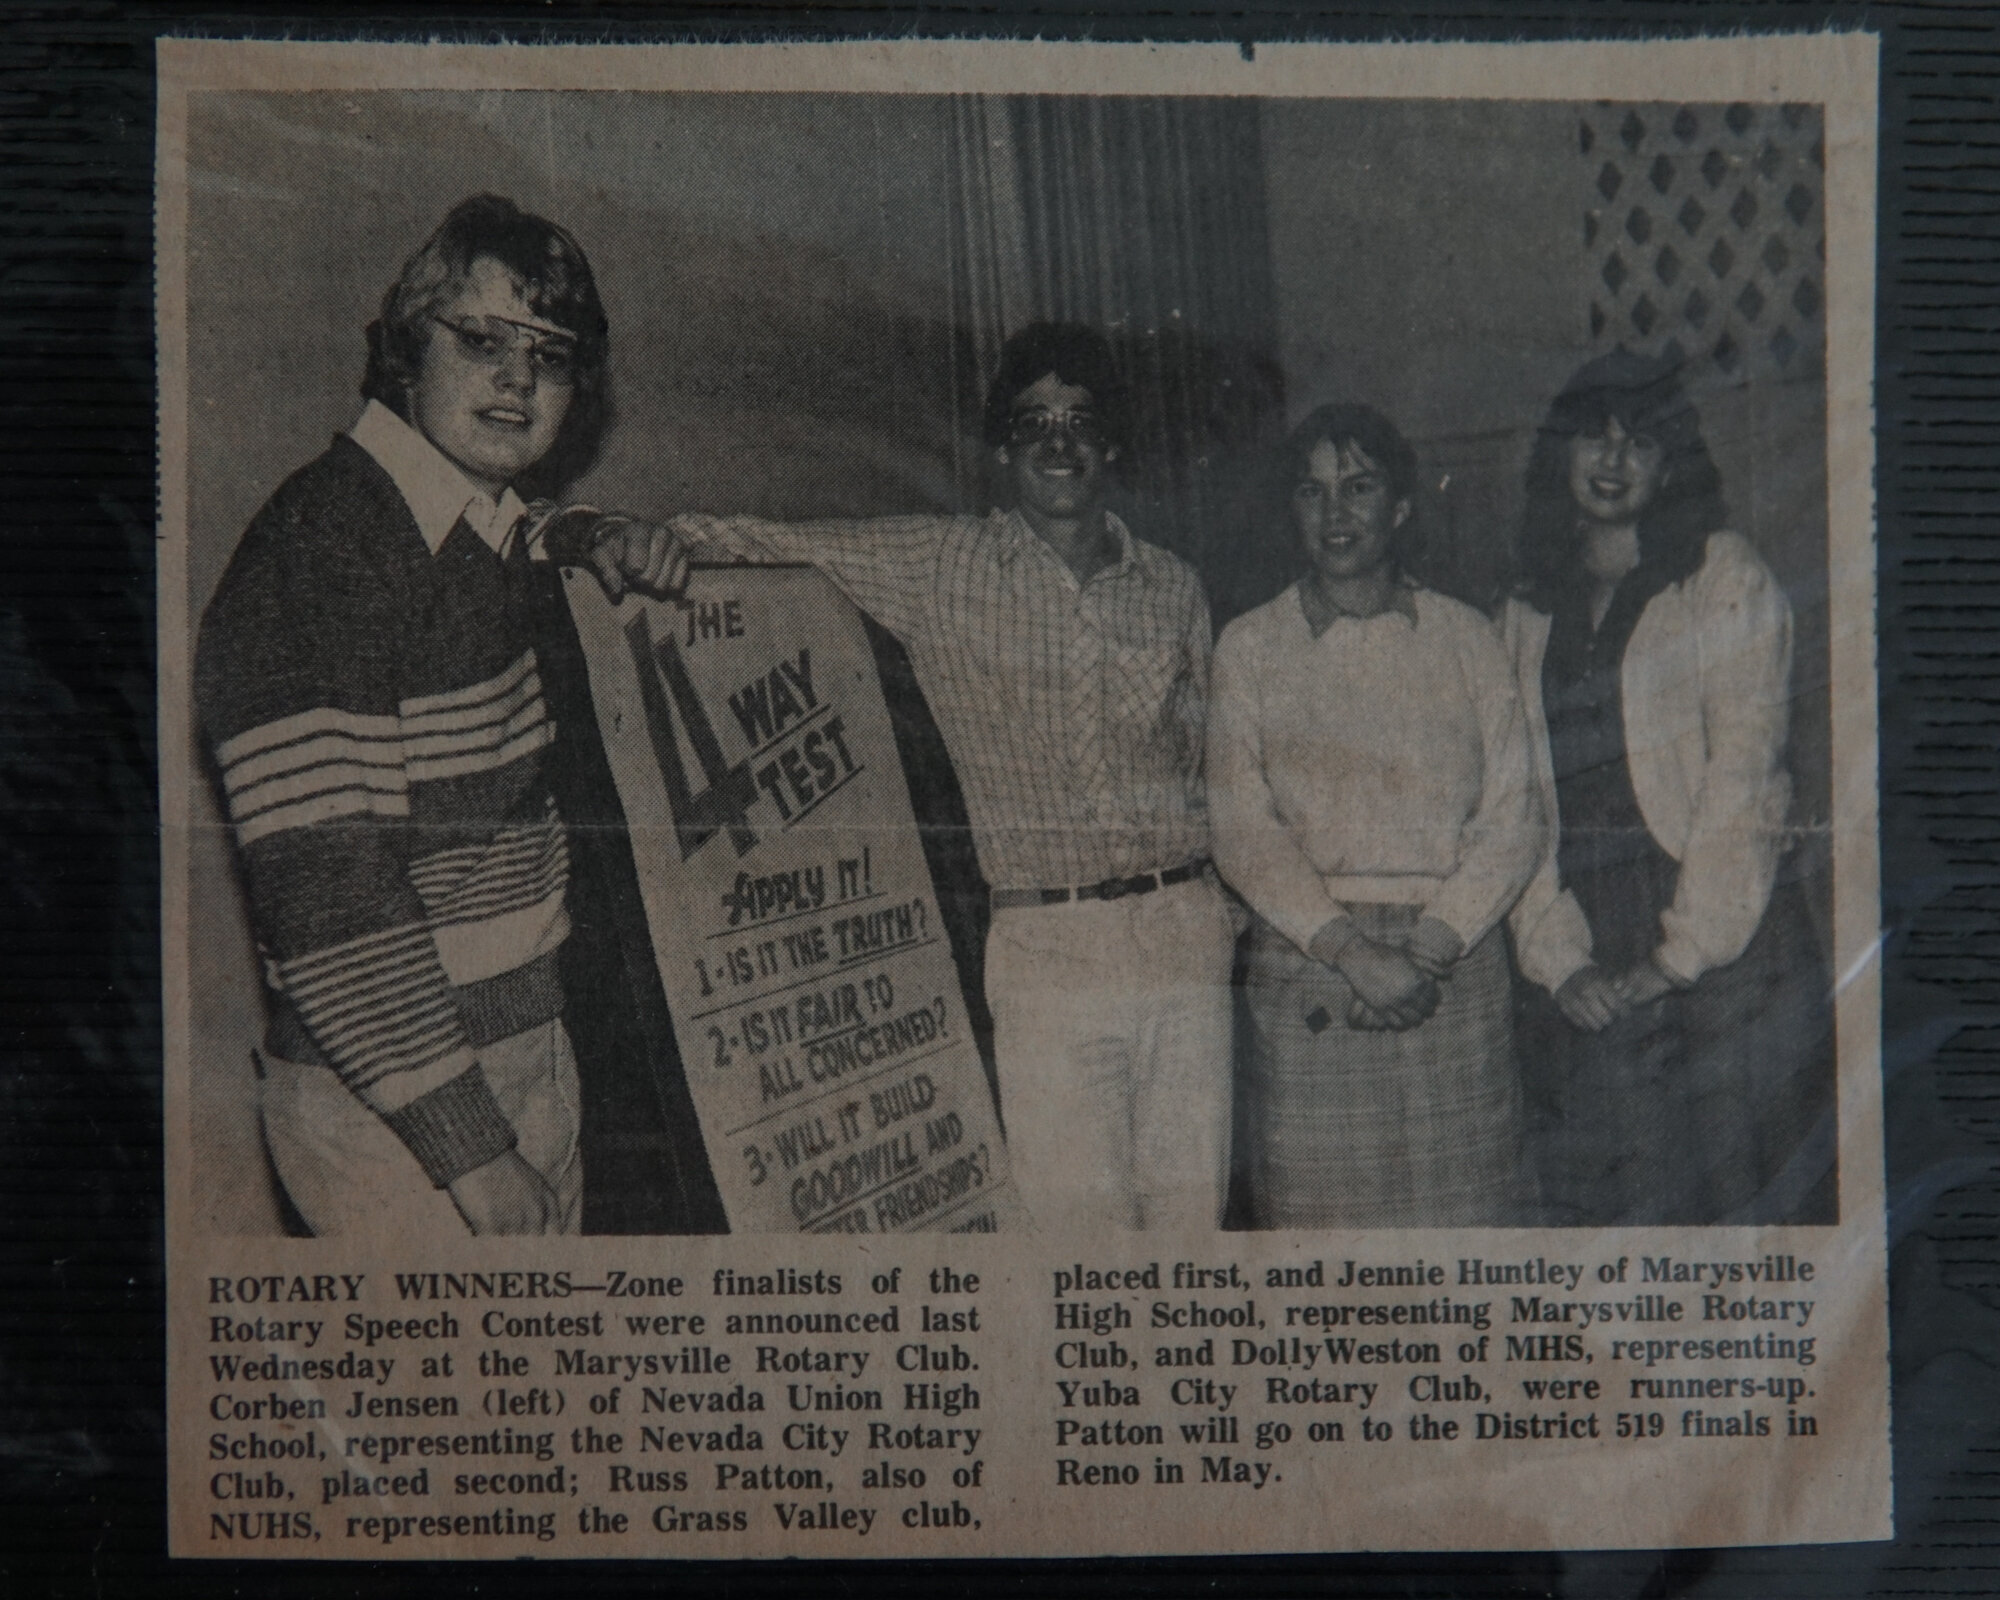 THE
4 WAY
TEST
APPLY IT!
1-IS IT THE TRUTH?
2-IS IT FAIR TO
ALL CONCERNED?
3-WILL IT BUILD
GOODWILL AND
FRIENDSHIPS?
ROTARY WINNERS—Zone finalists of the
Rotary Speech Contest were announced last
Wednesday at the Marysville Rotary Club.
Corben Jensen (left) of Nevada Union High
School, representing the Nevada City Rotary
Club, placed second; Russ Patton, also of
NUHS, representing the Grass Valley club,
placed first, and Jennie Huntley of Marysville
High School, representing Marysville Rotary
Club, and Dolly Weston of MHS, representing
Yuba City Rotary Club, were runners-up.
Patton will go on to the District 519 finals in
Reno in May.